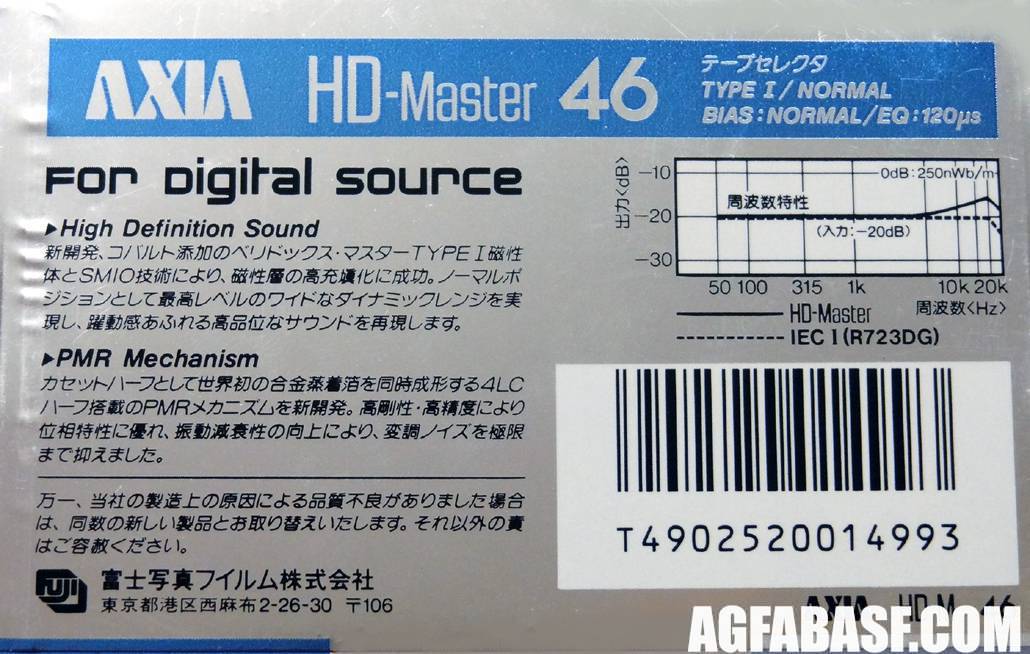 AXIA HD-Master 46
テープセレクタ
TYPE I/NORMAL
BIAS:NORMAL/EQ:120μs
For Digital Source
▶High Definition Sound
新開発、コバルト添加のベリドックス・マスターTYPE I磁性
体とSMIO技術により、磁性層の高充塡化に成功。ノーマルポ
ジションとして最高レベルのワイドなダイナミックレンジを実
現し、躍動感あふれる高品位なサウンドを再現します。
▶PMR Mechanism
カセットハーフとして世界初の合金蒸着箔を同時成形する4LC
ハーフ搭載のPMRメカニズムを新開発。高剛性・高精度により
位相特性に優れ、振動減衰性の向上により、変調ノイズを極限
まで抑えました。
万一、当社の製造上の原因による品質不良がありました場合
は、同数の新しい製品とお取り替えいたします。それ以外の責
はご容赦ください。
FUJI
富士写真フイルム株式会社
東京都港区西麻布2-26-30 〒106
出力<dB>
-10
-20
-30
0dB:250nWb/m
周波数特性
(入力:-20dB)
50 100 315 1k 10k 20k
周波数<Hz>
HD-Master
IEC I (R723DG)
T4902520014993
AXIA HD-M 46
AGFABASF.COM